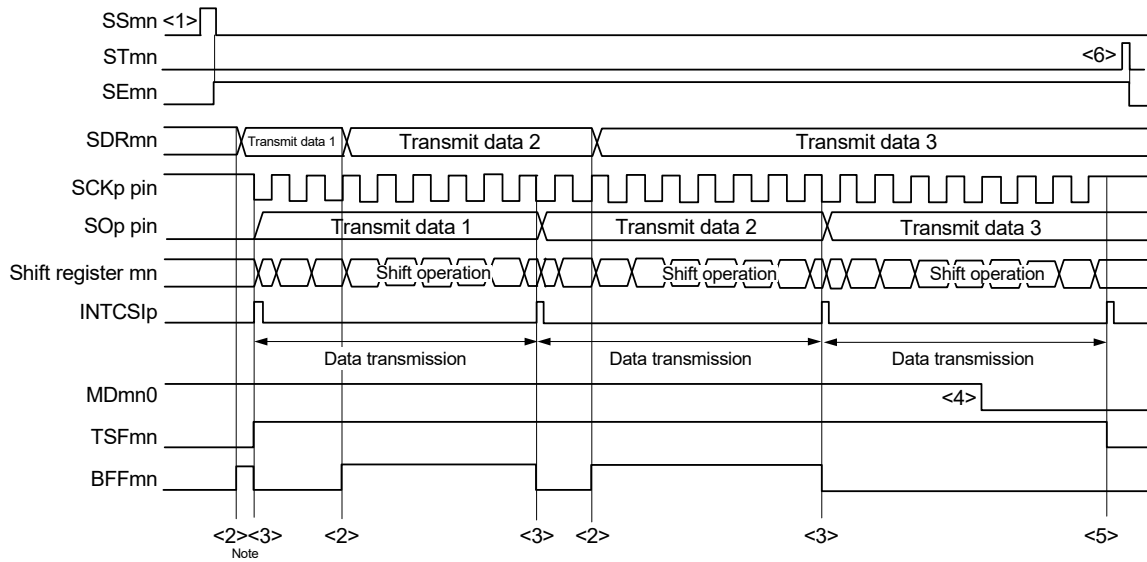 SSmn <1>
STmn <6>
SEmn
SDRmn Transmit data 1 Transmit data 2 Transmit data 3
SCKp pin
SOp pin Transmit data 1 Transmit data 2 Transmit data 3
Shift register mn Shift operation Shift operation Shift operation
INTCSIp
Data transmission Data transmission Data transmission
MDmn0 <4>
TSFmn
BFFmn
<2> <3> <2> <3> <2> <3> <5>
Note